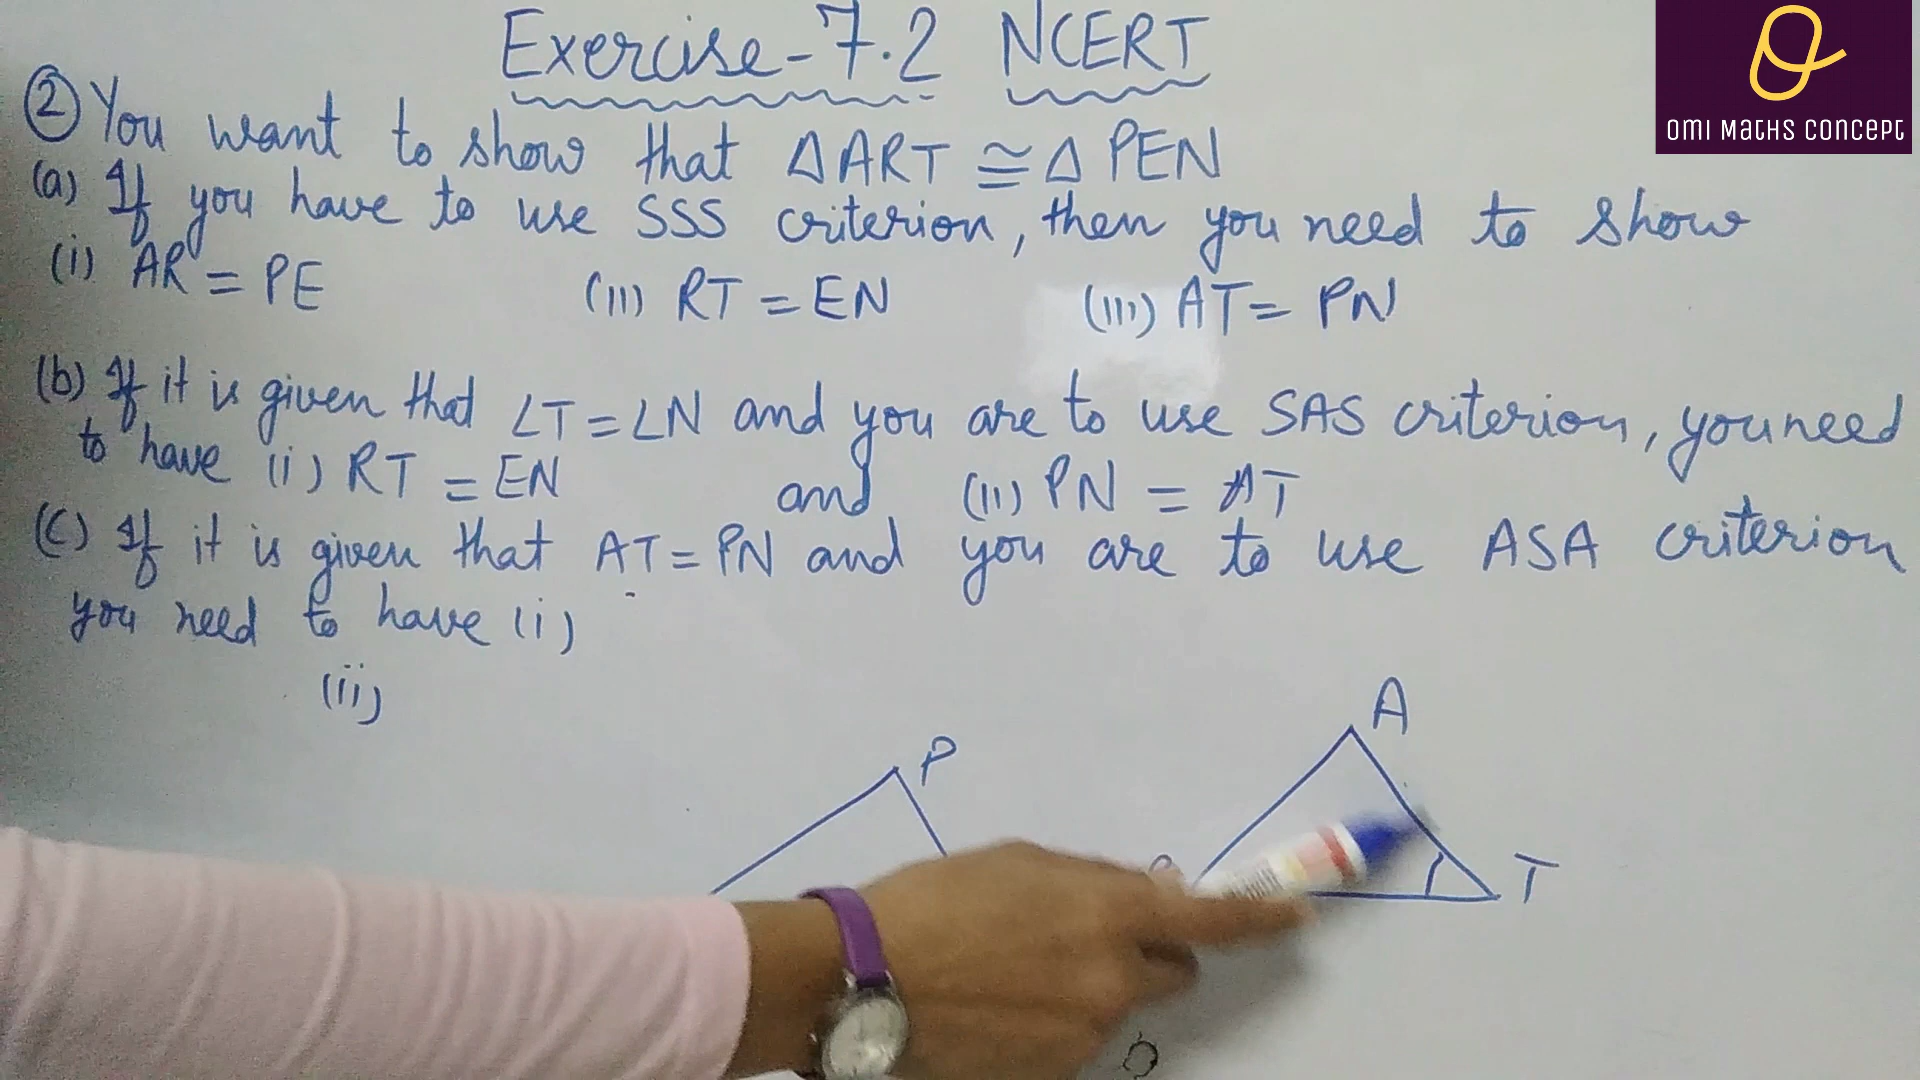 Exercise-7.2 NCERT
OMI MATHS CONCEPT
② You want to show that ΔART ≅ Δ PEN
(a) If you have to use SSS criterion, then you need to show
(i) AR = PE (ii) RT = EN (iii) AT = PN
(b) If it is given that ∠T = ∠N and you are to use SAS criterion, you need
to have (i) RT = EN and (ii) PN = AT
(c) If it is given that AT = PN and you are to use ASA criterion
you need to have (i)
(ii)
P
A
T